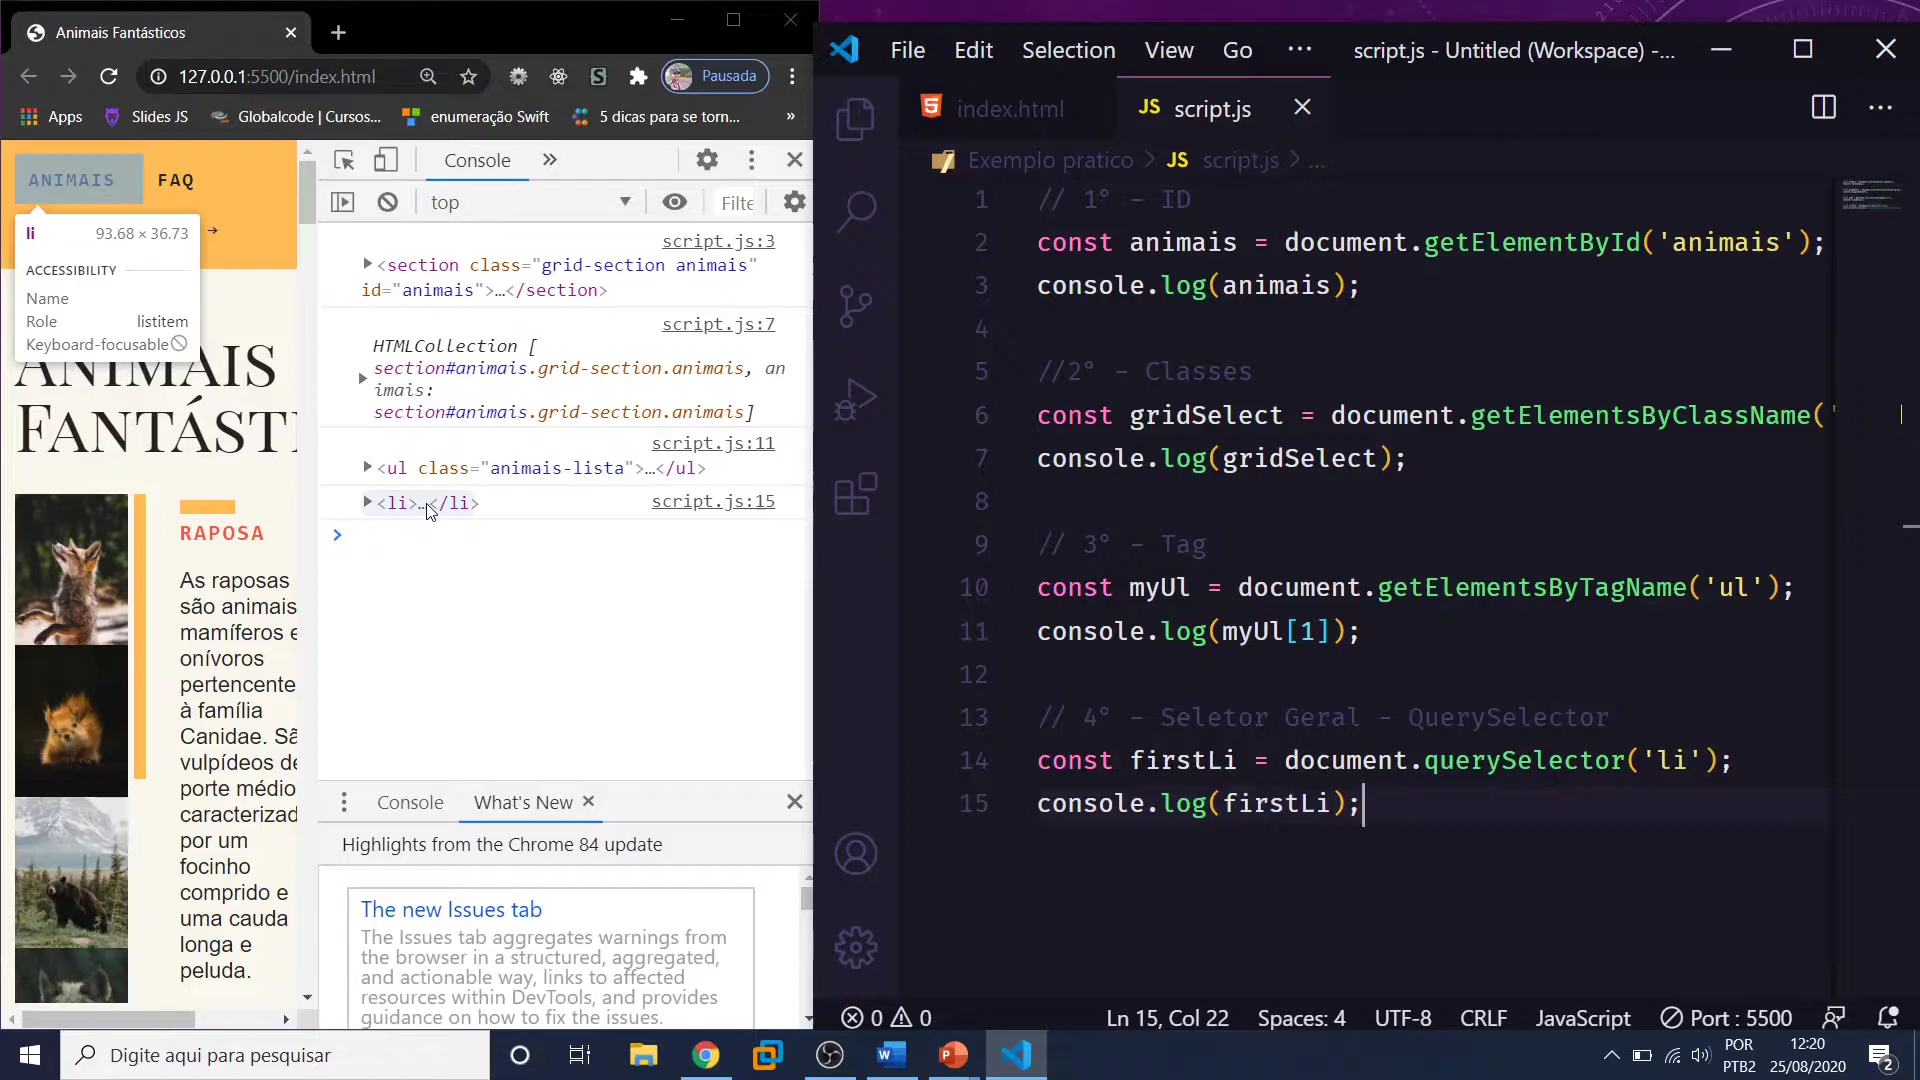 Animais Fantásticos
127.0.0.1:5500/index.html
Pausada
Apps
Slides JS
Globalcode | Cursos...
enumeração Swift
5 dicas para se torn...
»
ANIMAIS
FAQ
li
93.68 × 36.73
ACCESSIBILITY
Name
Role
listitem
Keyboard-focusable
ANIMAIS
FANTÁSTI
RAPOSA
As raposas
são animais
mamíferos e
onívoros
pertencente
à família
Canidae. Sã
vulpídeos de
porte médio
caracterizad
por um
focinho
comprido e
uma cauda
longa e
peluda.
Console
»
top
Filte
script.js:3
<section class="grid-section animais"
id="animais">…</section>
script.js:7
HTMLCollection [
section#animais.grid-section.animais, an
imais:
section#animais.grid-section.animais]
script.js:11
<ul class="animais-lista">…</ul>
<li>…</li>
script.js:15
Console
What's New
Highlights from the Chrome 84 update
The new Issues tab
The Issues tab aggregates warnings from
the browser in a structured, aggregated,
and actionable way, links to affected
resources within DevTools, and provides
guidance on how to fix the issues.
File
Edit
Selection
View
Go
···
script.js - Untitled (Workspace) -...
index.html
JS script.js
Exemplo pratico > JS script.js > ...
1 // 1° - ID
2 const animais = document.getElementById('animais');
3 console.log(animais);
4
5 //2° - Classes
6 const gridSelect = document.getElementsByClassName('
7 console.log(gridSelect);
8
9 // 3° - Tag
10 const myUl = document.getElementsByTagName('ul');
11 console.log(myUl[1]);
12
13 // 4° - Seletor Geral - QuerySelector
14 const firstLi = document.querySelector('li');
15 console.log(firstLi);
0
0
Ln 15, Col 22
Spaces: 4
UTF-8
CRLF
JavaScript
Port : 5500
Digite aqui para pesquisar
POR
PTB2
12:20
25/08/2020
2